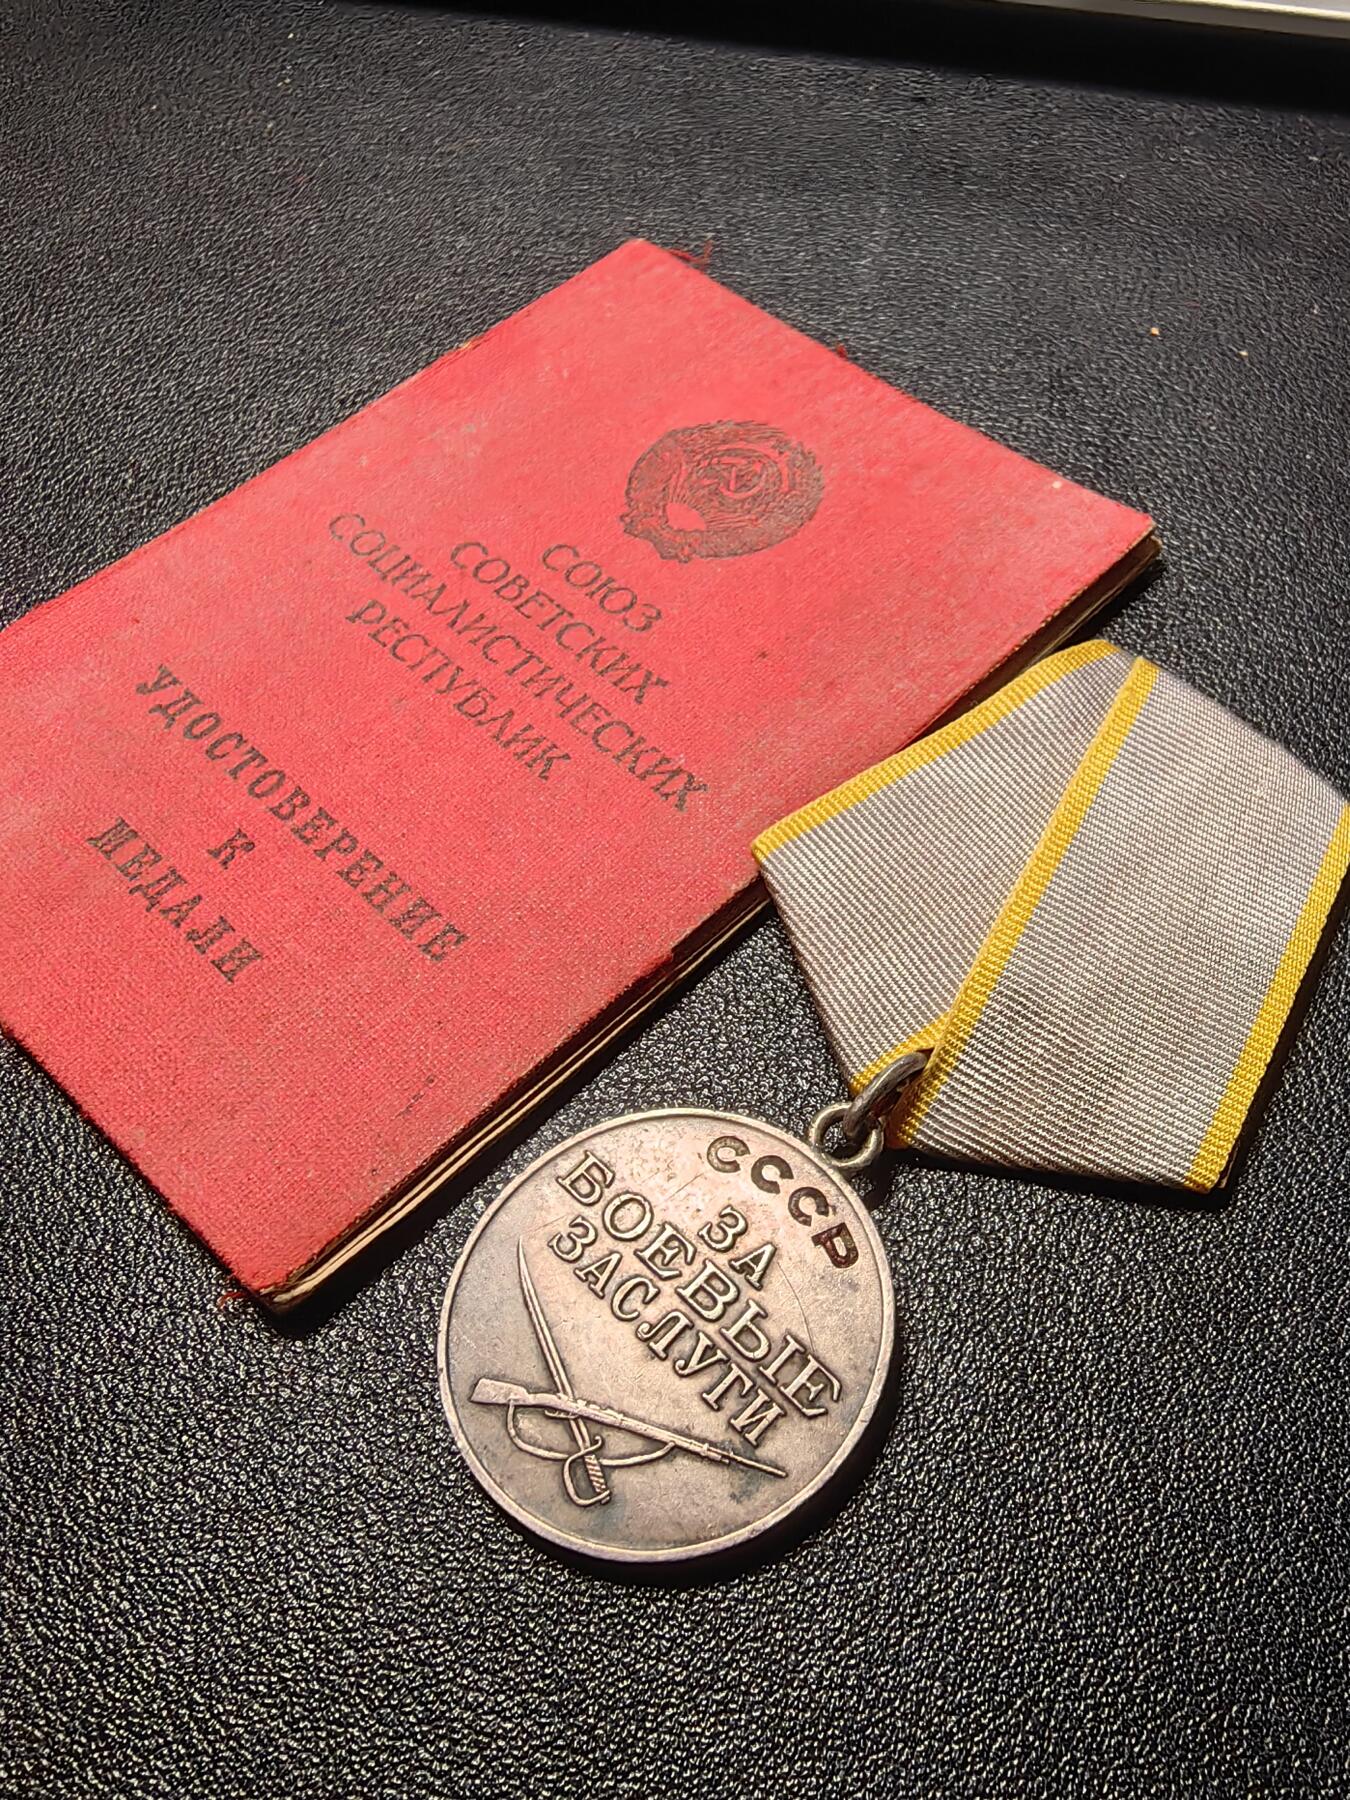 СОЮЗ
СОВЕТСКИХ
СОЦИАЛИСТИЧЕСКИХ
РЕСПУБЛИК
УДОСТОВЕРЕНИЕ
К
МЕДАЛИ
СССР
ЗА
БОЕВЫЕ
ЗАСЛУГИ